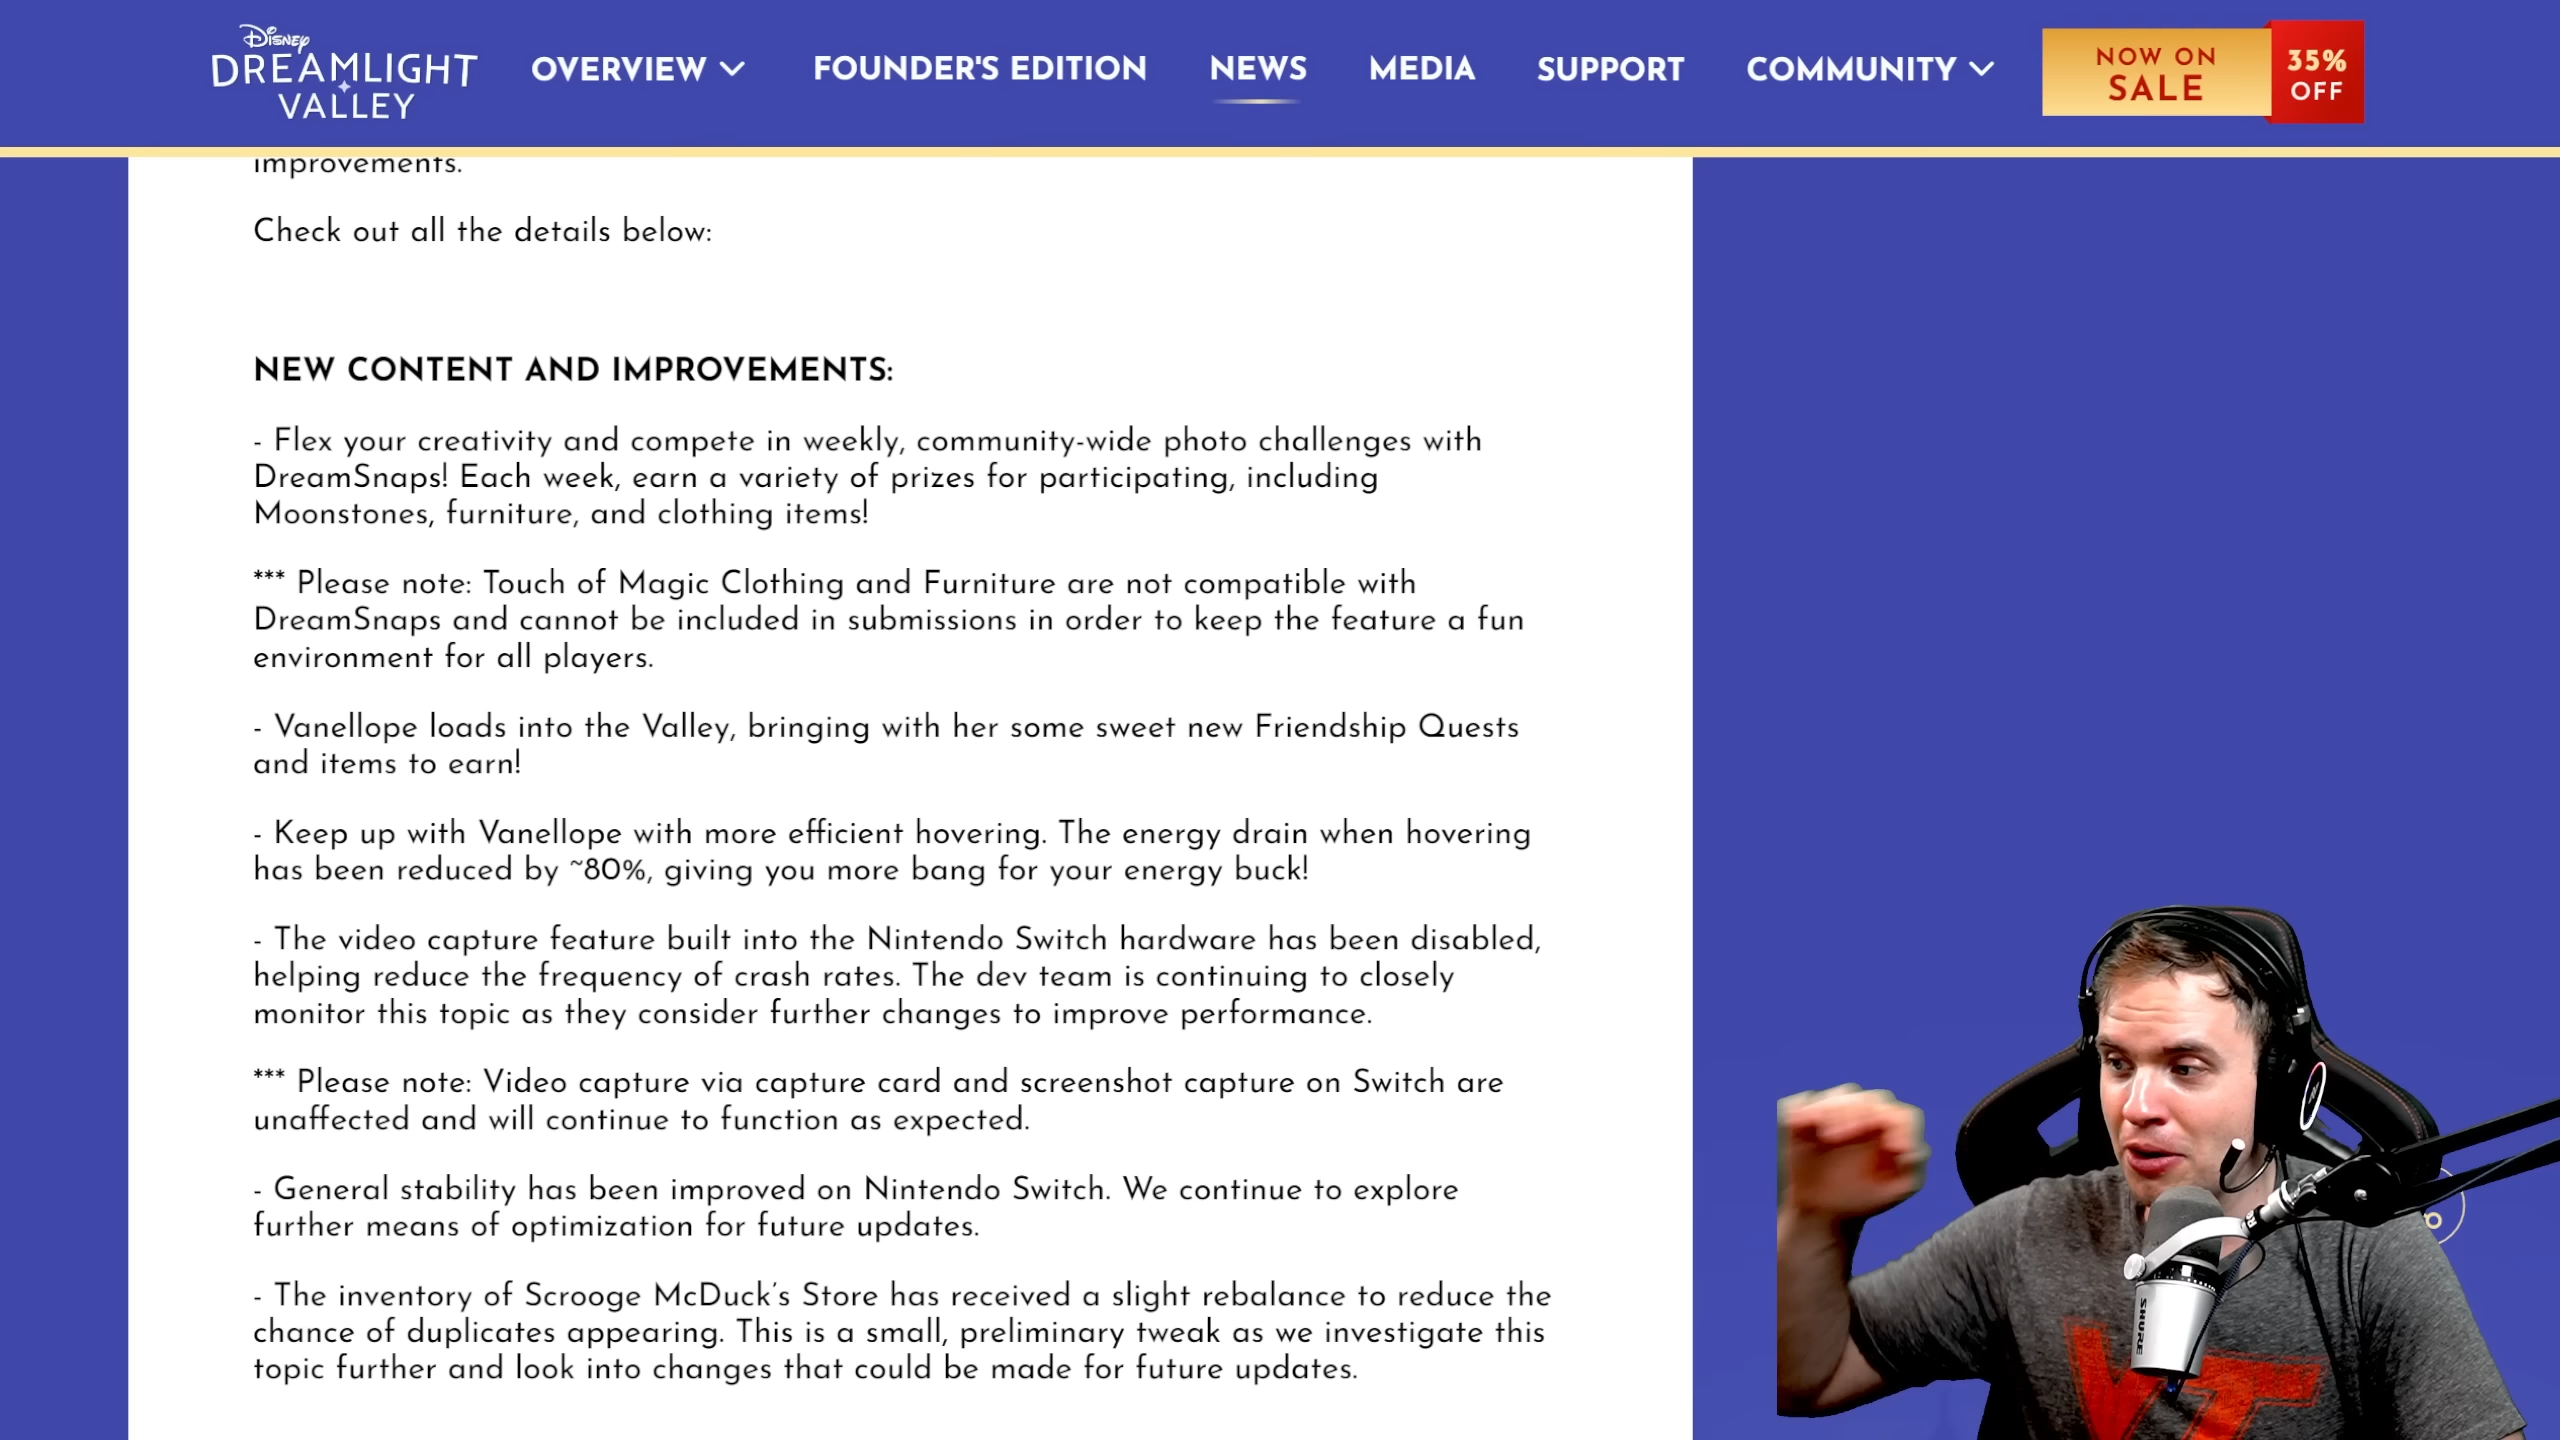 Disney
DREAMLIGHT
VALLEY
OVERVIEW
FOUNDER'S EDITION
NEWS
MEDIA
SUPPORT
COMMUNITY
NOW ON
SALE
35%
OFF
improvements.
Check out all the details below:
NEW CONTENT AND IMPROVEMENTS:
- Flex your creativity and compete in weekly, community-wide photo challenges with
DreamSnaps! Each week, earn a variety of prizes for participating, including
Moonstones, furniture, and clothing items!
*** Please note: Touch of Magic Clothing and Furniture are not compatible with
DreamSnaps and cannot be included in submissions in order to keep the feature a fun
environment for all players.
- Vanellope loads into the Valley, bringing with her some sweet new Friendship Quests
and items to earn!
- Keep up with Vanellope with more efficient hovering. The energy drain when hovering
has been reduced by ~80%, giving you more bang for your energy buck!
- The video capture feature built into the Nintendo Switch hardware has been disabled,
helping reduce the frequency of crash rates. The dev team is continuing to closely
monitor this topic as they consider further changes to improve performance.
*** Please note: Video capture via capture card and screenshot capture on Switch are
unaffected and will continue to function as expected.
- General stability has been improved on Nintendo Switch. We continue to explore
further means of optimization for future updates.
- The inventory of Scrooge McDuck's Store has received a slight rebalance to reduce the
chance of duplicates appearing. This is a small, preliminary tweak as we investigate this
topic further and look into changes that could be made for future updates.
SHURE
VT